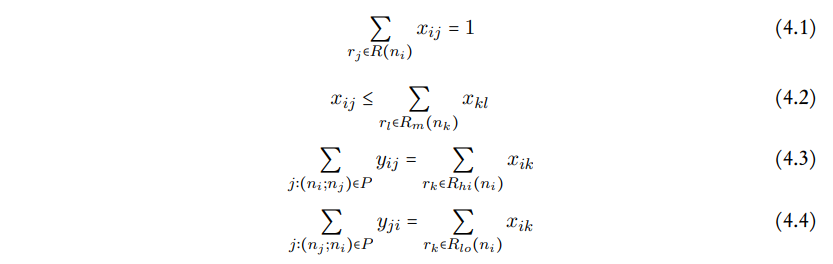 ∑_{r_j∈R(n_i)} x_{ij} = 1 (4.1)
x_{ij} ≤ ∑_{r_l∈R_m(n_k)} x_{kl} (4.2)
∑_{j:(n_i;n_j)∈P} y_{ij} = ∑_{r_k∈R_{hi}(n_i)} x_{ik} (4.3)
∑_{j:(n_j;n_i)∈P} y_{ji} = ∑_{r_k∈R_{lo}(n_i)} x_{ik} (4.4)